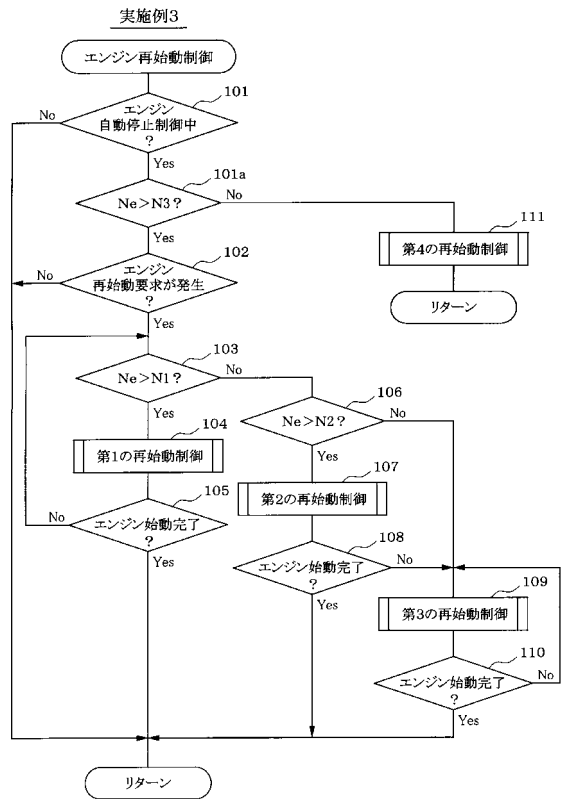 実施例3
エンジン再始動制御
101
エンジン
自動停止制御中
?
No
Yes
101a
Ne>N3?
No
Yes
111
第4の再始動制御
リターン
102
エンジン
再始動要求が発生
?
No
Yes
103
Ne>N1?
No
Yes
106
Ne>N2?
No
Yes
104
第1の再始動制御
107
第2の再始動制御
105
エンジン始動完了
?
No
Yes
108
エンジン始動完了
?
No
Yes
109
第3の再始動制御
110
エンジン始動完了
?
No
Yes
リターン